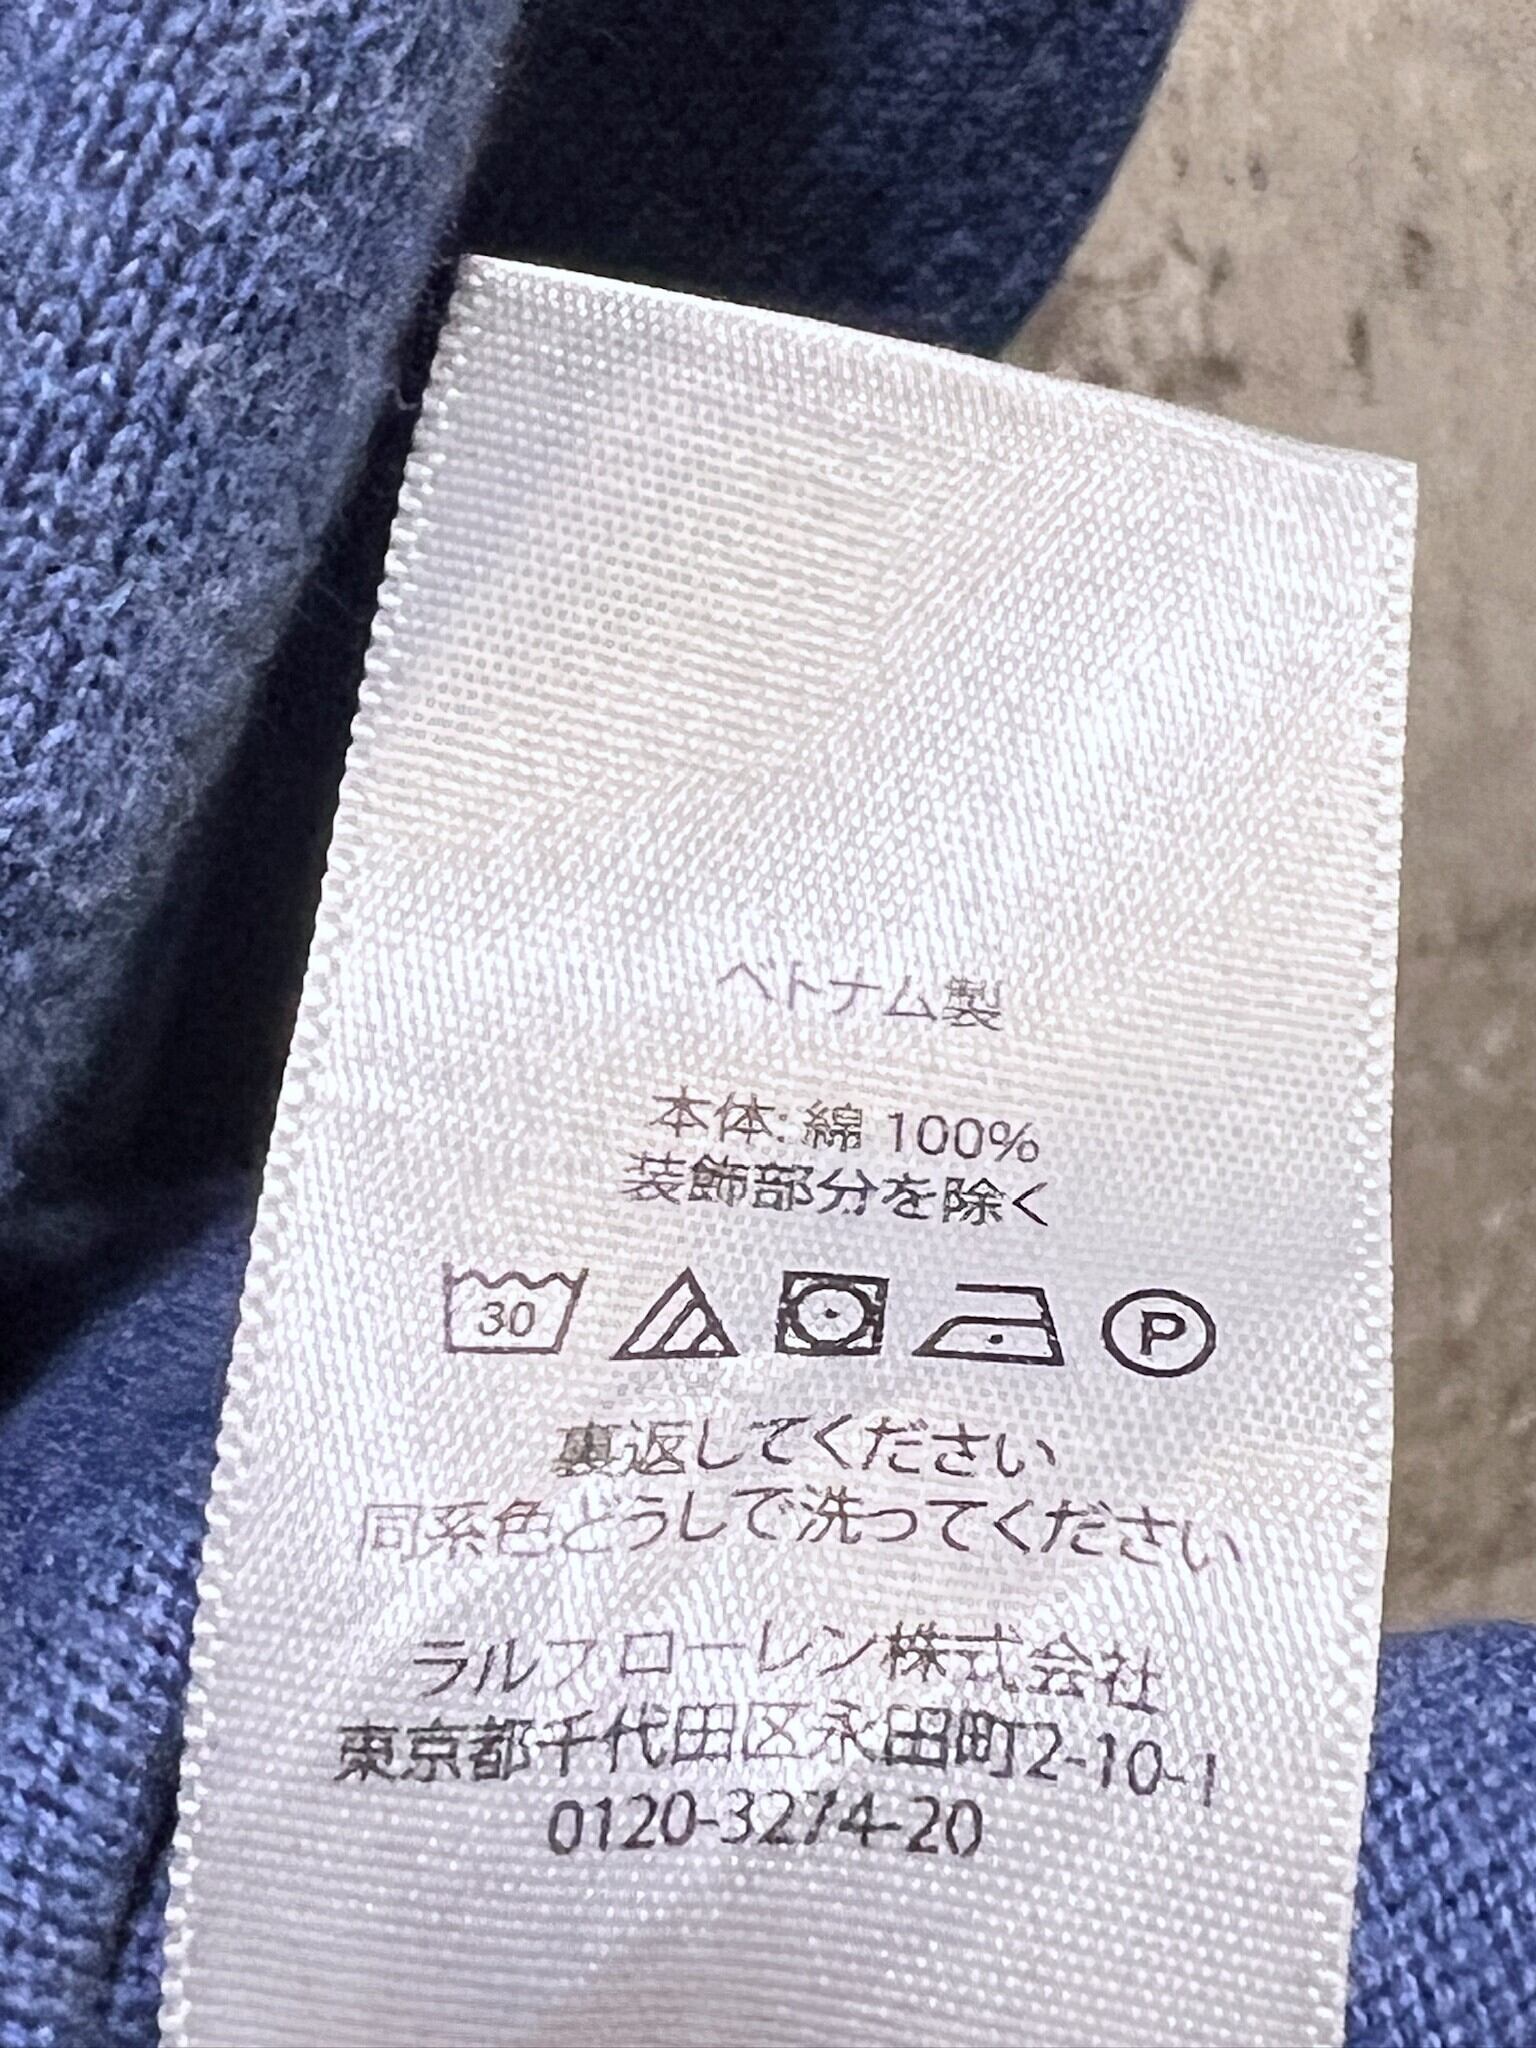 ベトナム製
本体: 綿 100%
装飾部分を除く
30
P
裏返してください
同系色どうしで洗ってください
ラルフローレン株式会社
東京都千代田区永田町2-10-1
0120-3274-20